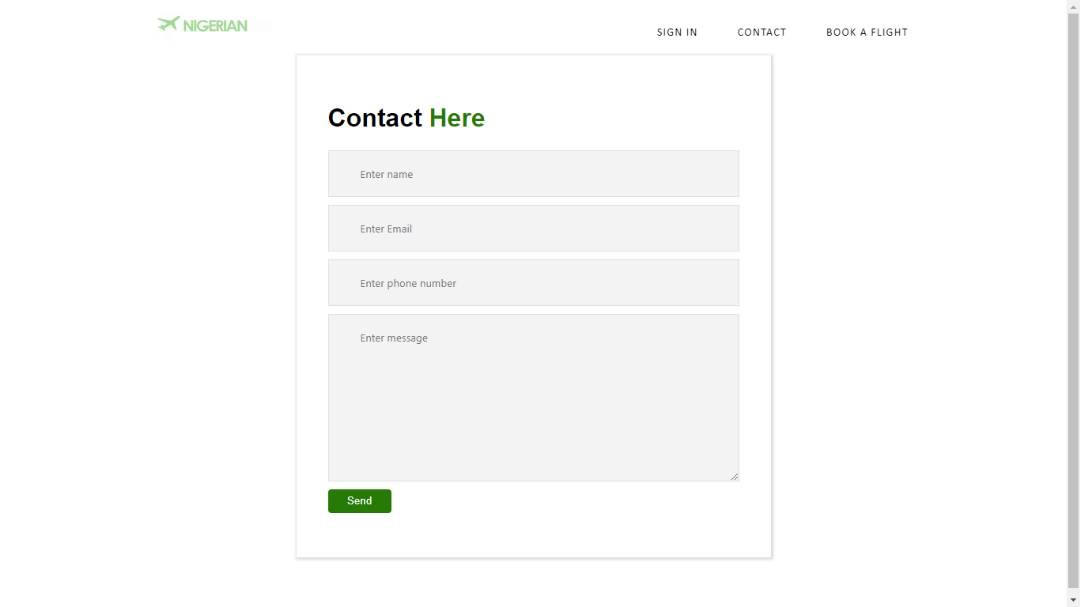 NIGERIAN
SIGN IN CONTACT BOOK A FLIGHT
Contact Here
Enter name
Enter Email
Enter phone number
Enter message
Send